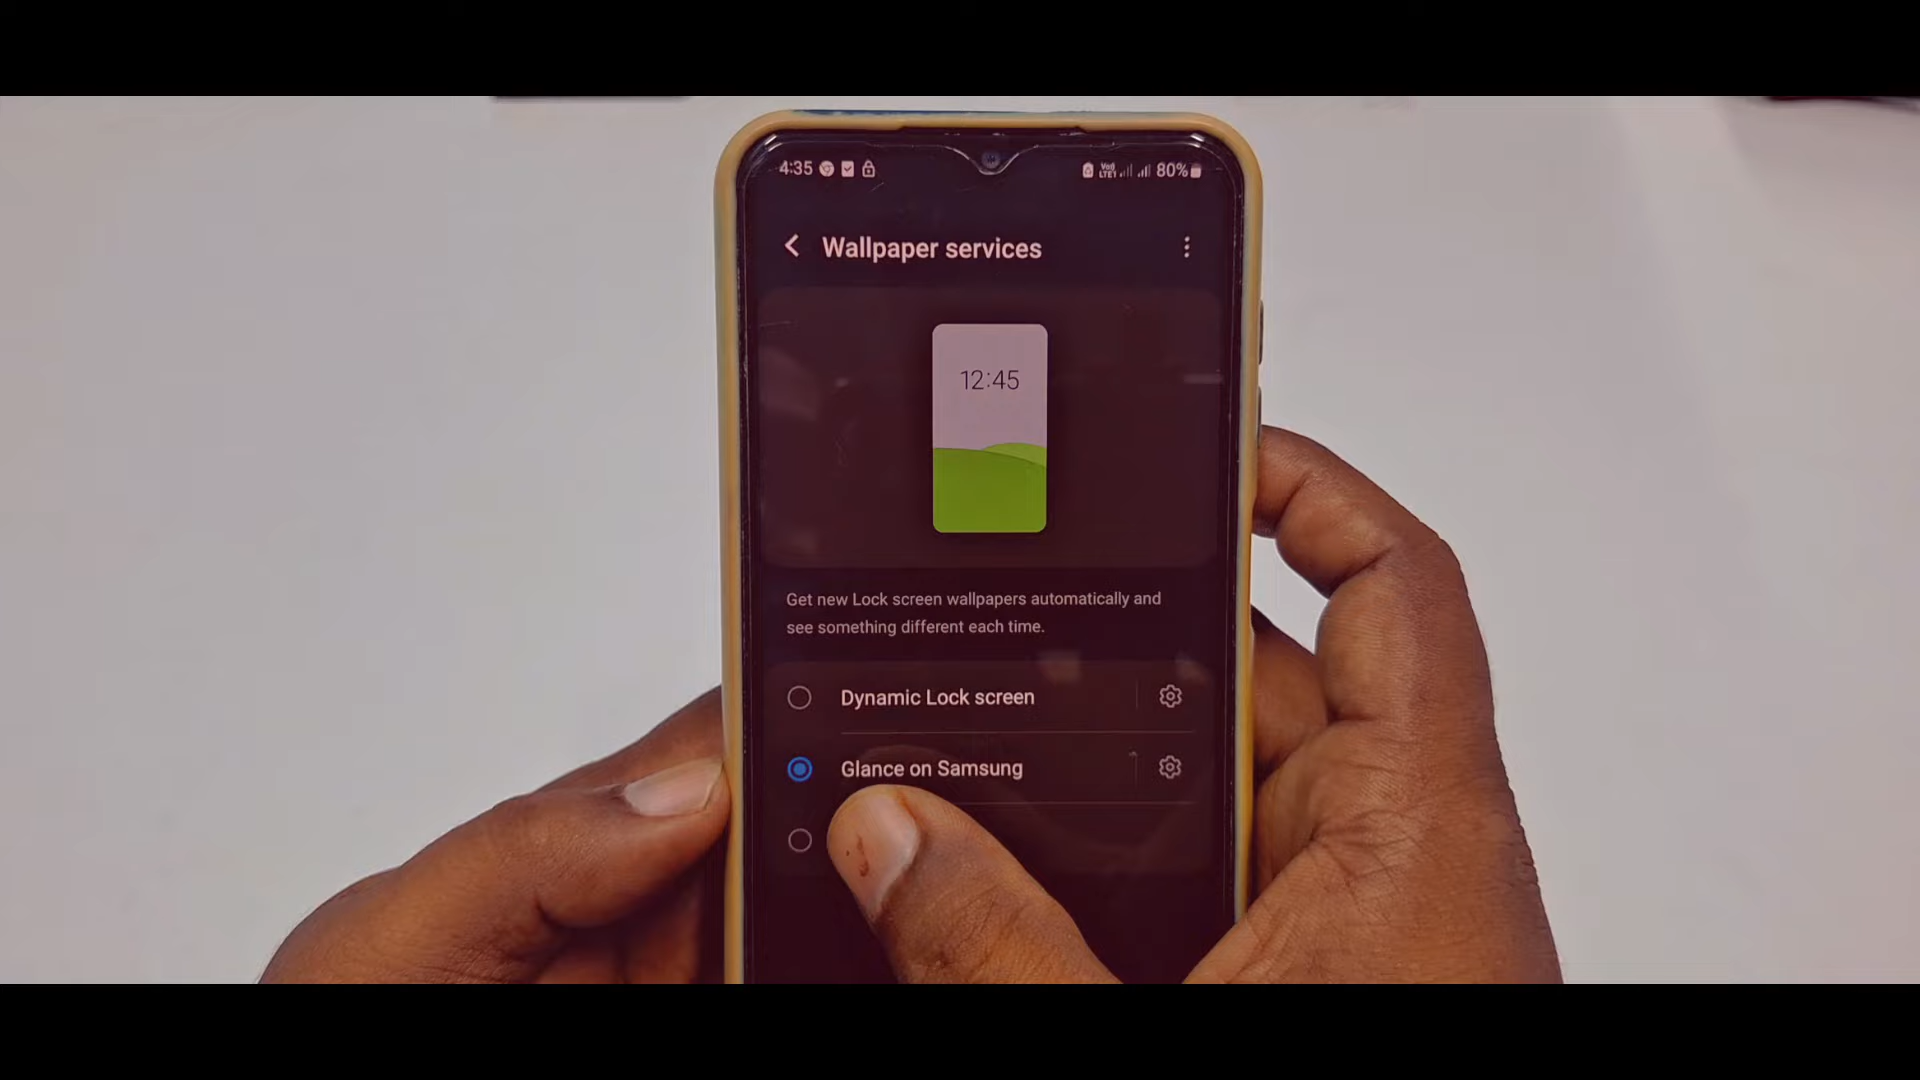 4:35 80%
Wallpaper services
12:45
Get new Lock screen wallpapers automatically and
see something different each time.
Dynamic Lock screen
Glance on Samsung